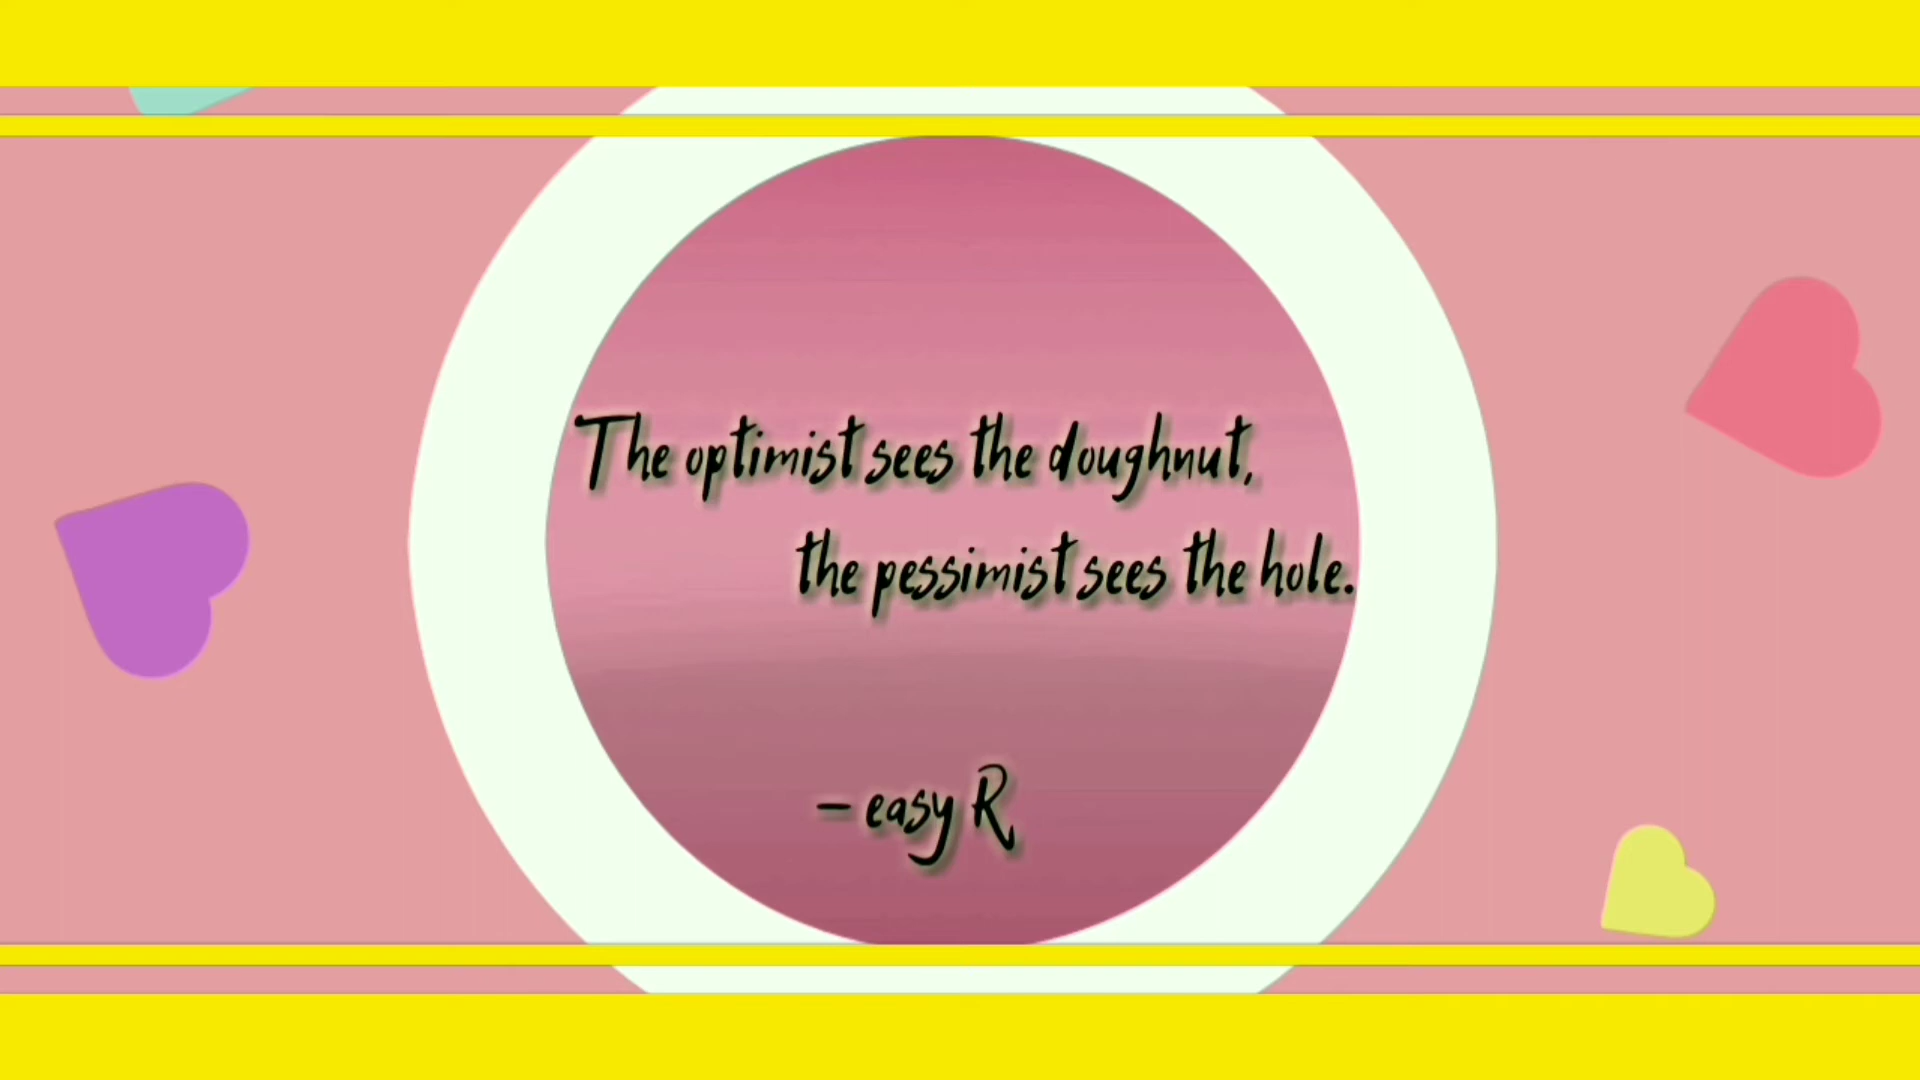 The optimist sees the doughnut,
the pessimist sees the hole.
– easy R